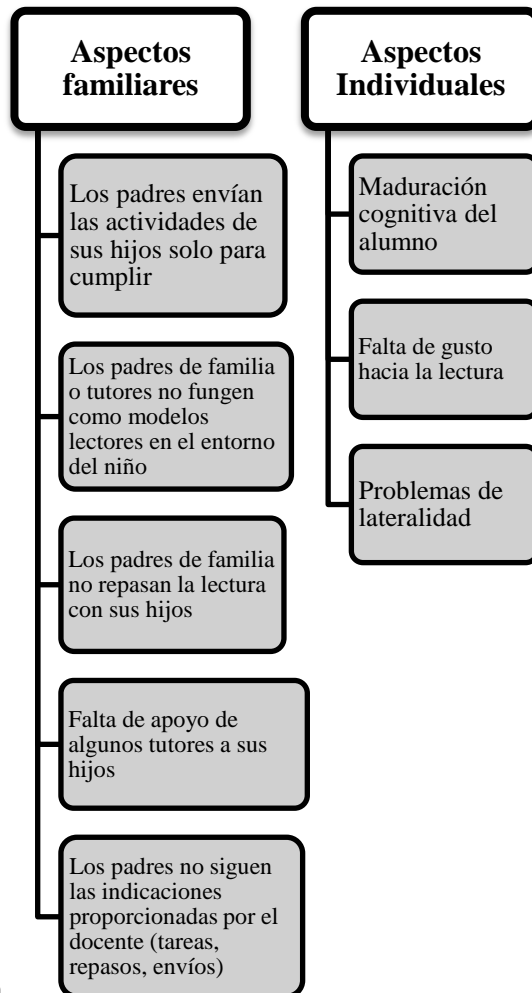 Aspectos
familiares
Los padres envían
las actividades de
sus hijos solo para
cumplir
Los padres de familia
o tutores no fungen
como modelos
lectores en el entorno
del niño
Los padres de familia
no repasan la lectura
con sus hijos
Falta de apoyo de
algunos tutores a sus
hijos
Los padres no siguen
las indicaciones
proporcionadas por el
docente (tareas,
repasos, envíos)
Aspectos
Individuales
Maduración
cognitiva del
alumno
Falta de gusto
hacia la lectura
Problemas de
lateralidad